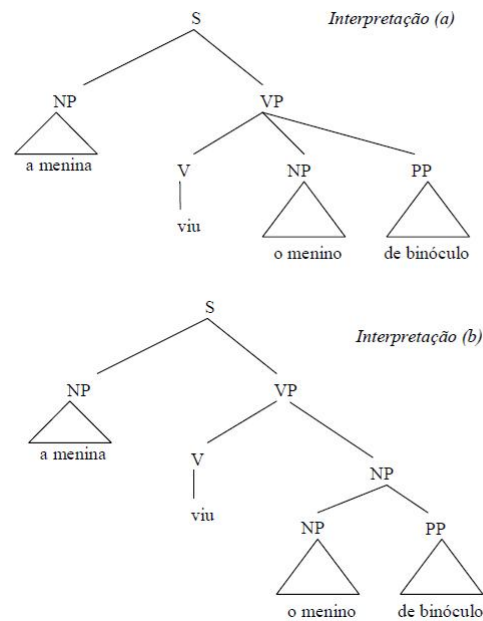 S
Interpretação (a)
NP VP
a menina
V NP PP
viu
o menino de binóculo
S
Interpretação (b)
NP VP
a menina
V NP
viu
NP PP
o menino de binóculo